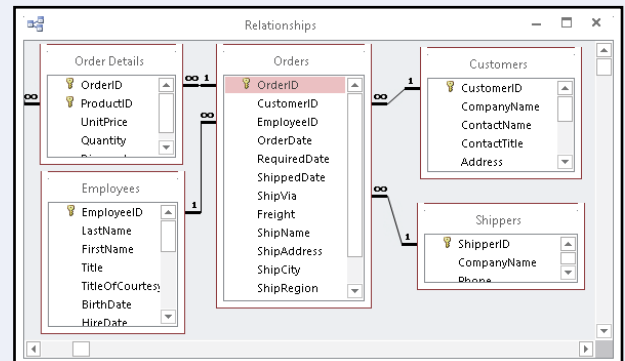 Relationships
Order Details
OrderID
ProductID
UnitPrice
Quantity
∞
∞ 1
∞
1
Employees
EmployeeID
LastName
FirstName
Title
TitleOfCourtesy
BirthDate
HireDate
Orders
OrderID
CustomerID
EmployeeID
OrderDate
RequiredDate
ShippedDate
ShipVia
Freight
ShipName
ShipAddress
ShipCity
ShipRegion
∞
1
∞
1
Customers
CustomerID
CompanyName
ContactName
ContactTitle
Address
Shippers
ShipperID
CompanyName
Phone